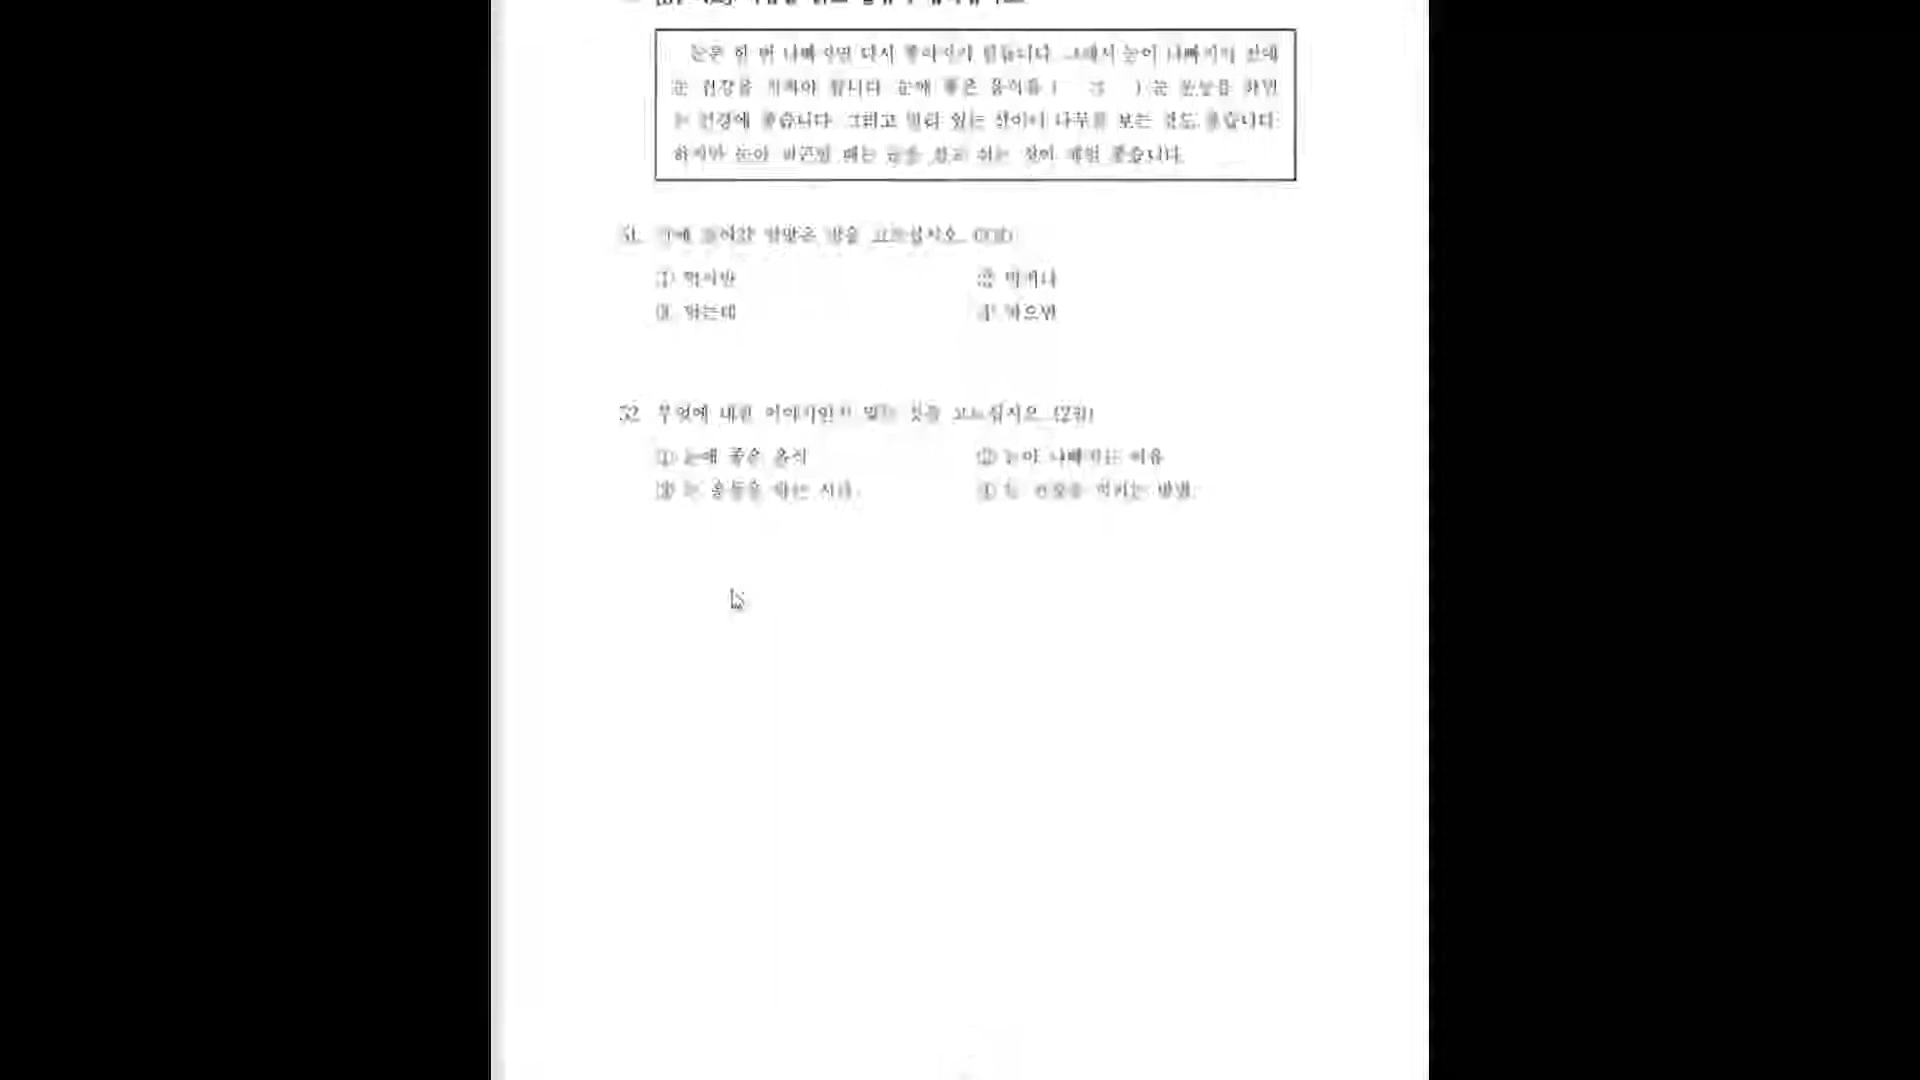 눈은 한 번 나빠지면 다시 좋아지기 힘듭니다. 그래서 눈이 나빠지기 전에
눈 건강을 지켜야 합니다. 눈에 좋은 음식을 ( ㉠ ) 눈 운동을 하면
눈 건강에 좋습니다. 그리고 멀리 있는 산이나 나무를 보는 것도 좋습니다.
하지만 눈이 피곤할 때는 눈을 감고 쉬는 것이 제일 좋습니다.
51. ㉠에 들어갈 알맞은 말을 고르십시오. (3점)
① 먹지만
② 먹거나
③ 먹는데
④ 먹으면
52. 무엇에 대한 이야기인지 맞는 것을 고르십시오. (2점)
① 눈에 좋은 음식
② 눈이 나빠지는 이유
③ 눈 운동을 하는 시간
④ 눈 건강을 지키는 방법